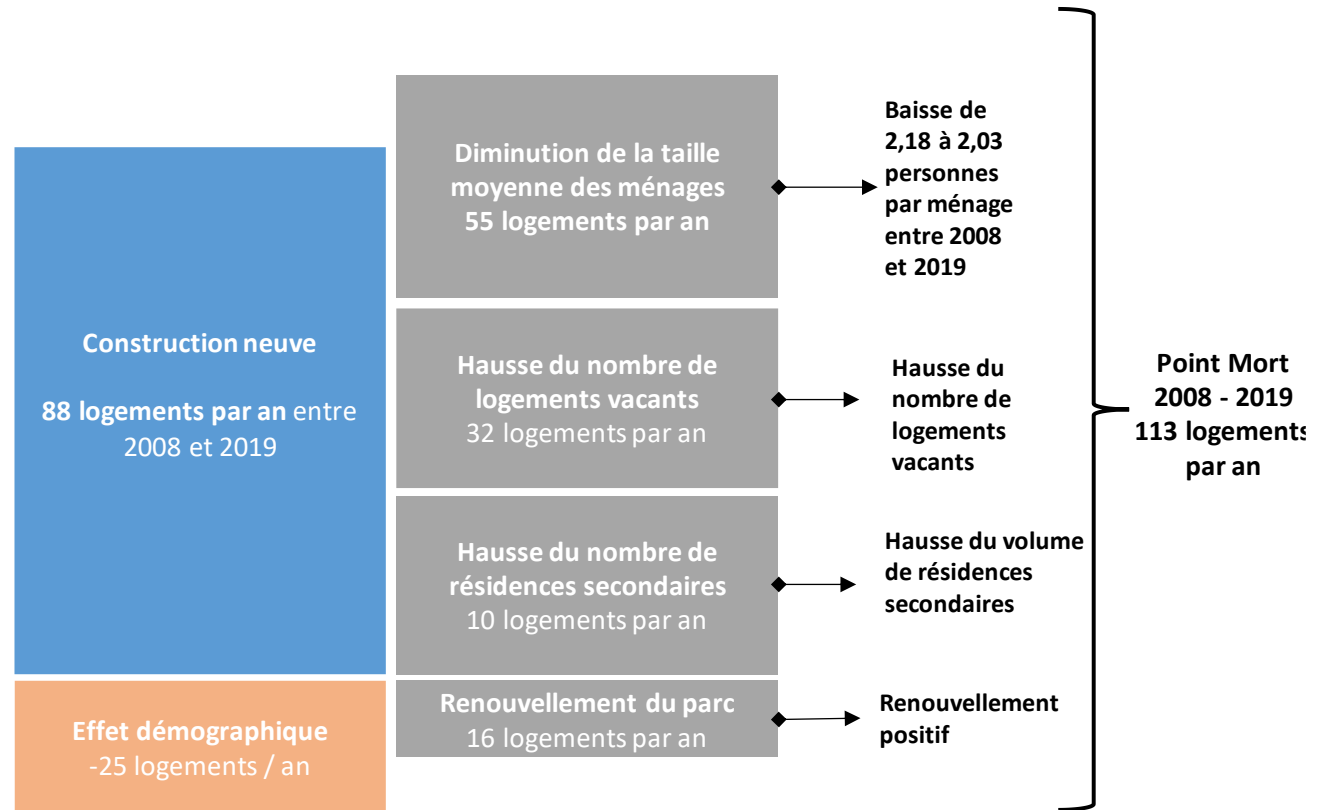 Construction neuve
88 logements par an entre
2008 et 2019
Effet démographique
-25 logements / an
Diminution de la taille
moyenne des ménages
55 logements par an
Hausse du nombre de
logements vacants
32 logements par an
Hausse du nombre de
résidences secondaires
10 logements par an
Renouvellement du parc
16 logements par an
Baisse de
2,18 à 2,03
personnes
par ménage
entre 2008
et 2019
Hausse du
nombre de
logements
vacants
Hausse du volume
de résidences
secondaires
Renouvellement
positif
Point Mort
2008 - 2019
113 logements
par an